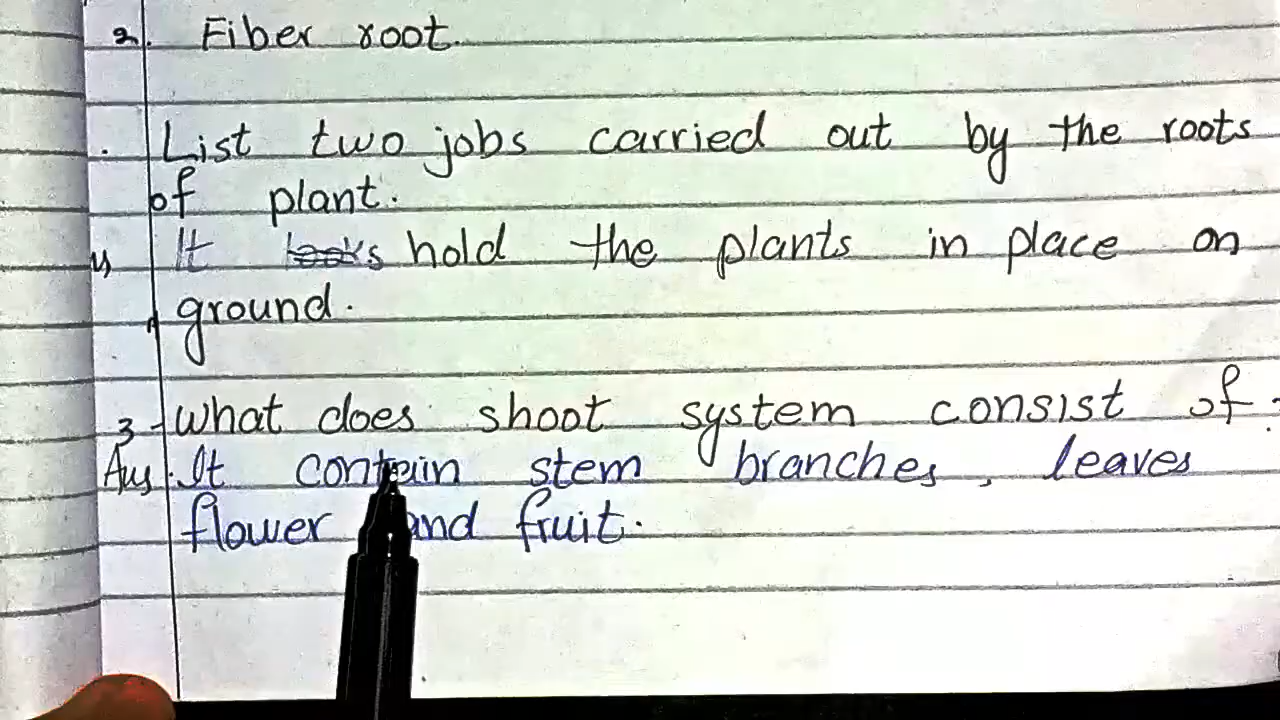 2. Fiber root.
. List two jobs carried out by the roots
of plant.
It hold the plants in place on
ground.
3 What does shoot system consist of.
Ans. It contain stem branches, leaves
flower and fruit.